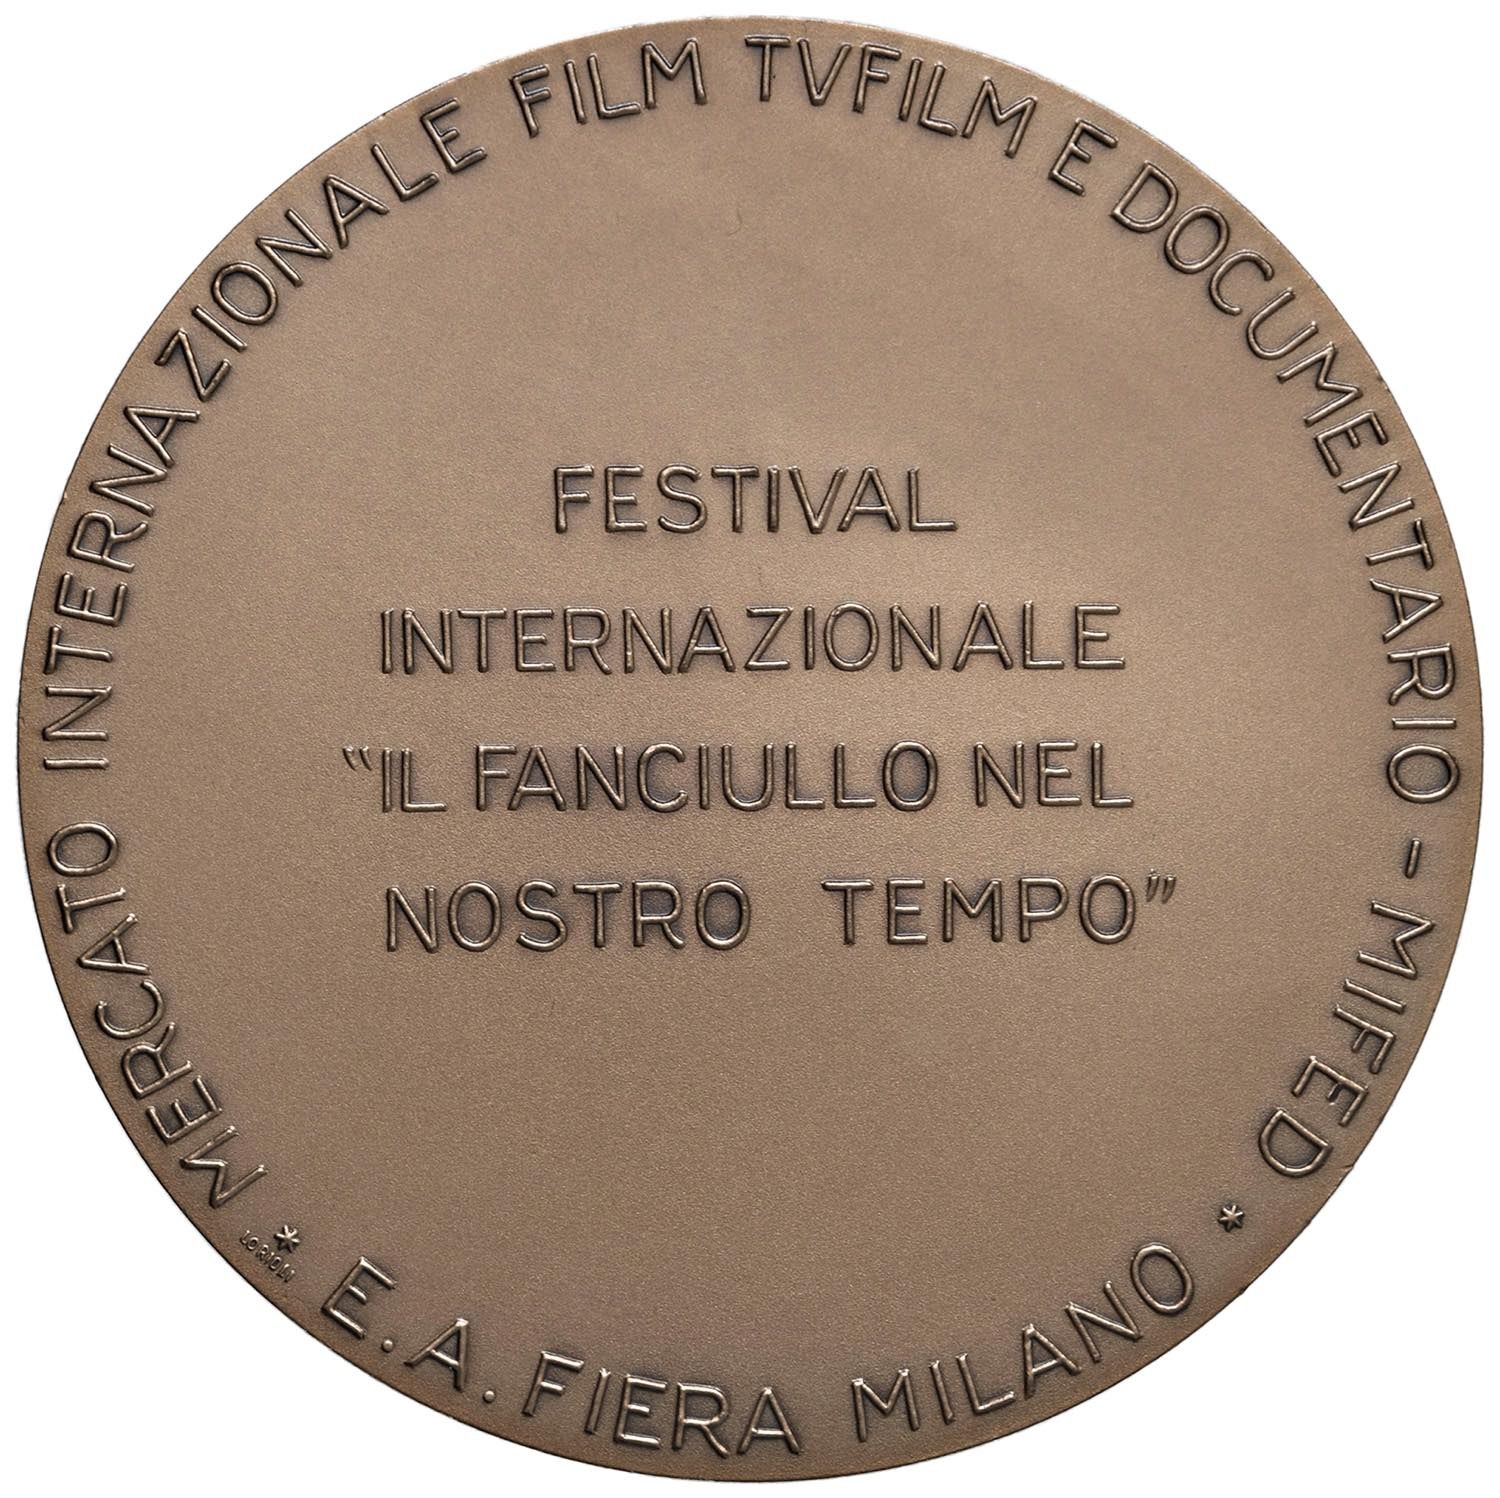 MERCATO INTERNAZIONALE FILM TVFILM E DOCUMENTARIO - MIFED
* E.A. FIERA MILANO *
FESTIVAL
INTERNAZIONALE
"IL FANCIULLO NEL
NOSTRO TEMPO"
LORIOLI